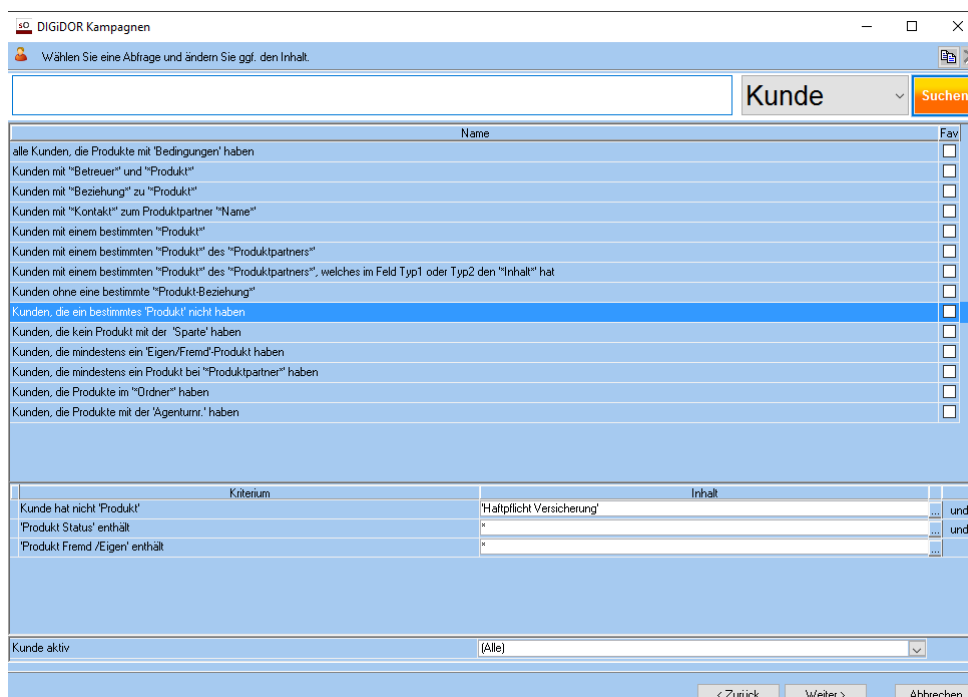 sO DIGiDOR Kampagnen
Wählen Sie eine Abfrage und ändern Sie ggf. den Inhalt.
Kunde Suchen
Name Fav
alle Kunden, die Produkte mit 'Bedingungen' haben
Kunden mit '*Betreuer*' und '*Produkt*'
Kunden mit '*Beziehung*' zu '*Produkt*'
Kunden mit '*Kontakt*' zum Produktpartner '*Name*'
Kunden mit einem bestimmten '*Produkt*'
Kunden mit einem bestimmten '*Produkt*' des '*Produktpartners*'
Kunden mit einem bestimmten '*Produkt*' des '*Produktpartners*', welches im Feld Typ1 oder Typ2 den '*Inhalt*' hat
Kunden ohne eine bestimmte '*Produkt-Beziehung*'
Kunden, die ein bestimmtes 'Produkt' nicht haben
Kunden, die kein Produkt mit der 'Sparte' haben
Kunden, die mindestens ein 'Eigen/Fremd'-Produkt haben
Kunden, die mindestens ein Produkt bei '*Produktpartner*' haben
Kunden, die Produkte im '*Ordner*' haben
Kunden, die Produkte mit der 'Agenturnr.' haben
Kriterium Inhalt
Kunde hat nicht 'Produkt' 'Haftpflicht Versicherung' ... und
'Produkt Status' enthält * ... und
'Produkt Fremd /Eigen' enthält * ...
Kunde aktiv (Alle)
< Zurück Weiter > Abbrechen